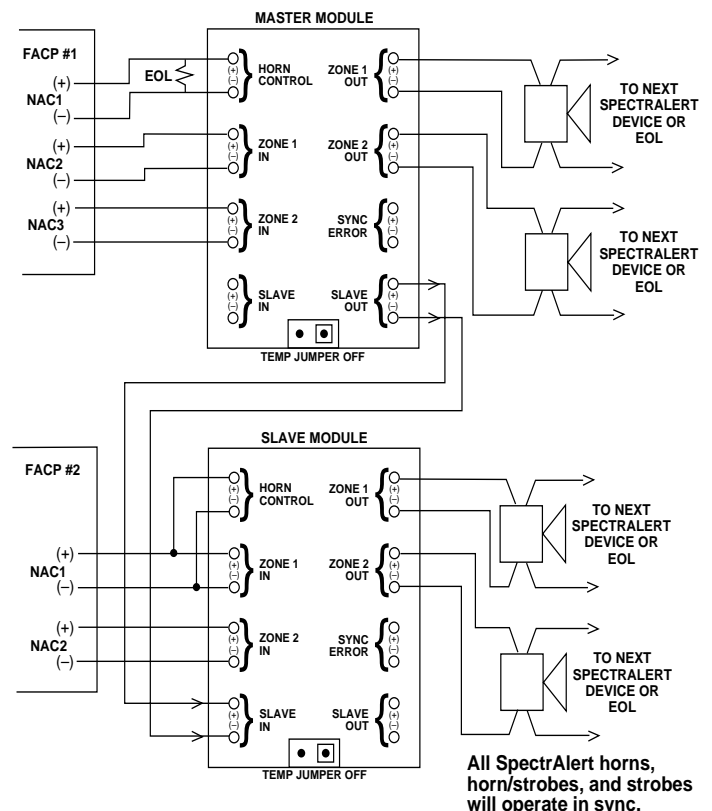 MASTER MODULE
FACP #1
(+)
NAC1
(–)
(+)
NAC2
(–)
(+)
NAC3
(–)
EOL
(+)
(–)
HORN
CONTROL
(+)
(–)
ZONE 1
IN
(+)
(–)
ZONE 2
IN
(+)
(–)
SLAVE
IN
ZONE 1
OUT
(+)
(–)
ZONE 2
OUT
(+)
(–)
SYNC
ERROR
(+)
(–)
SLAVE
OUT
(+)
(–)
TEMP JUMPER OFF
TO NEXT
SPECTRALERT
DEVICE OR
EOL
TO NEXT
SPECTRALERT
DEVICE OR
EOL
SLAVE MODULE
FACP #2
(+)
NAC1
(–)
(+)
NAC2
(–)
(+)
(–)
HORN
CONTROL
(+)
(–)
ZONE 1
IN
(+)
(–)
ZONE 2
IN
(+)
(–)
SLAVE
IN
ZONE 1
OUT
(+)
(–)
ZONE 2
OUT
(+)
(–)
SYNC
ERROR
(+)
(–)
SLAVE
OUT
(+)
(–)
TEMP JUMPER OFF
TO NEXT
SPECTRALERT
DEVICE OR
EOL
TO NEXT
SPECTRALERT
DEVICE OR
EOL
All SpectrAlert horns,
horn/strobes, and strobes
will operate in sync.